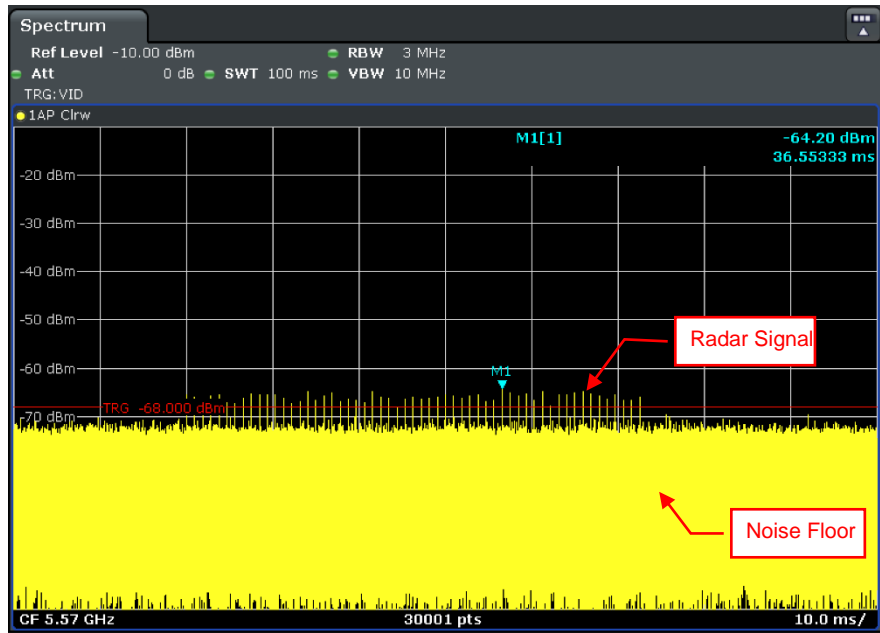 Spectrum
Ref Level -10.00 dBm RBW 3 MHz
Att 0 dB SWT 100 ms VBW 10 MHz
TRG:VID
1AP Clrw
M1[1] -64.20 dBm
36.55333 ms
-20 dBm
-30 dBm
-40 dBm
-50 dBm
Radar Signal
-60 dBm
M1
TRG -68.000 dBm
-70 dBm
Noise Floor
CF 5.57 GHz 30001 pts 10.0 ms/